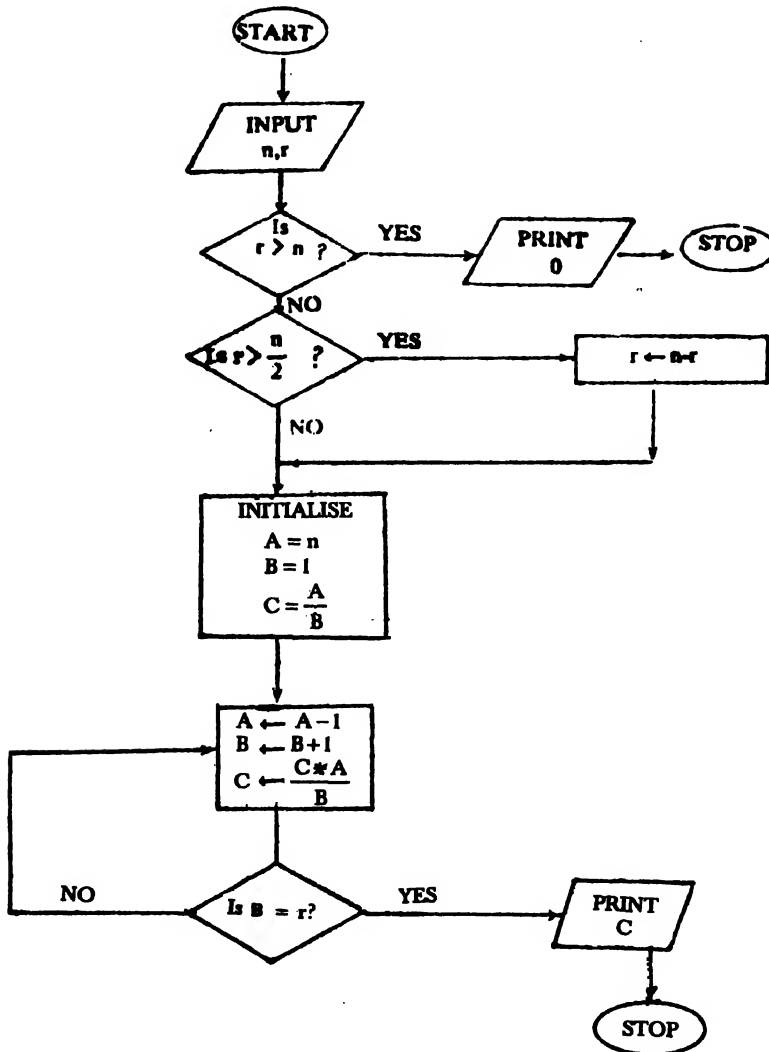 START
INPUT
n,r
Is
r > n ?
YES
PRINT
0
STOP
NO
Is r > n/2 ?
YES
r ← n-r
NO
INITIALISE
A = n
B = 1
C = A/B
A ← A-1
B ← B+1
C ← C*A/B
NO
Is B = r?
YES
PRINT
C
STOP